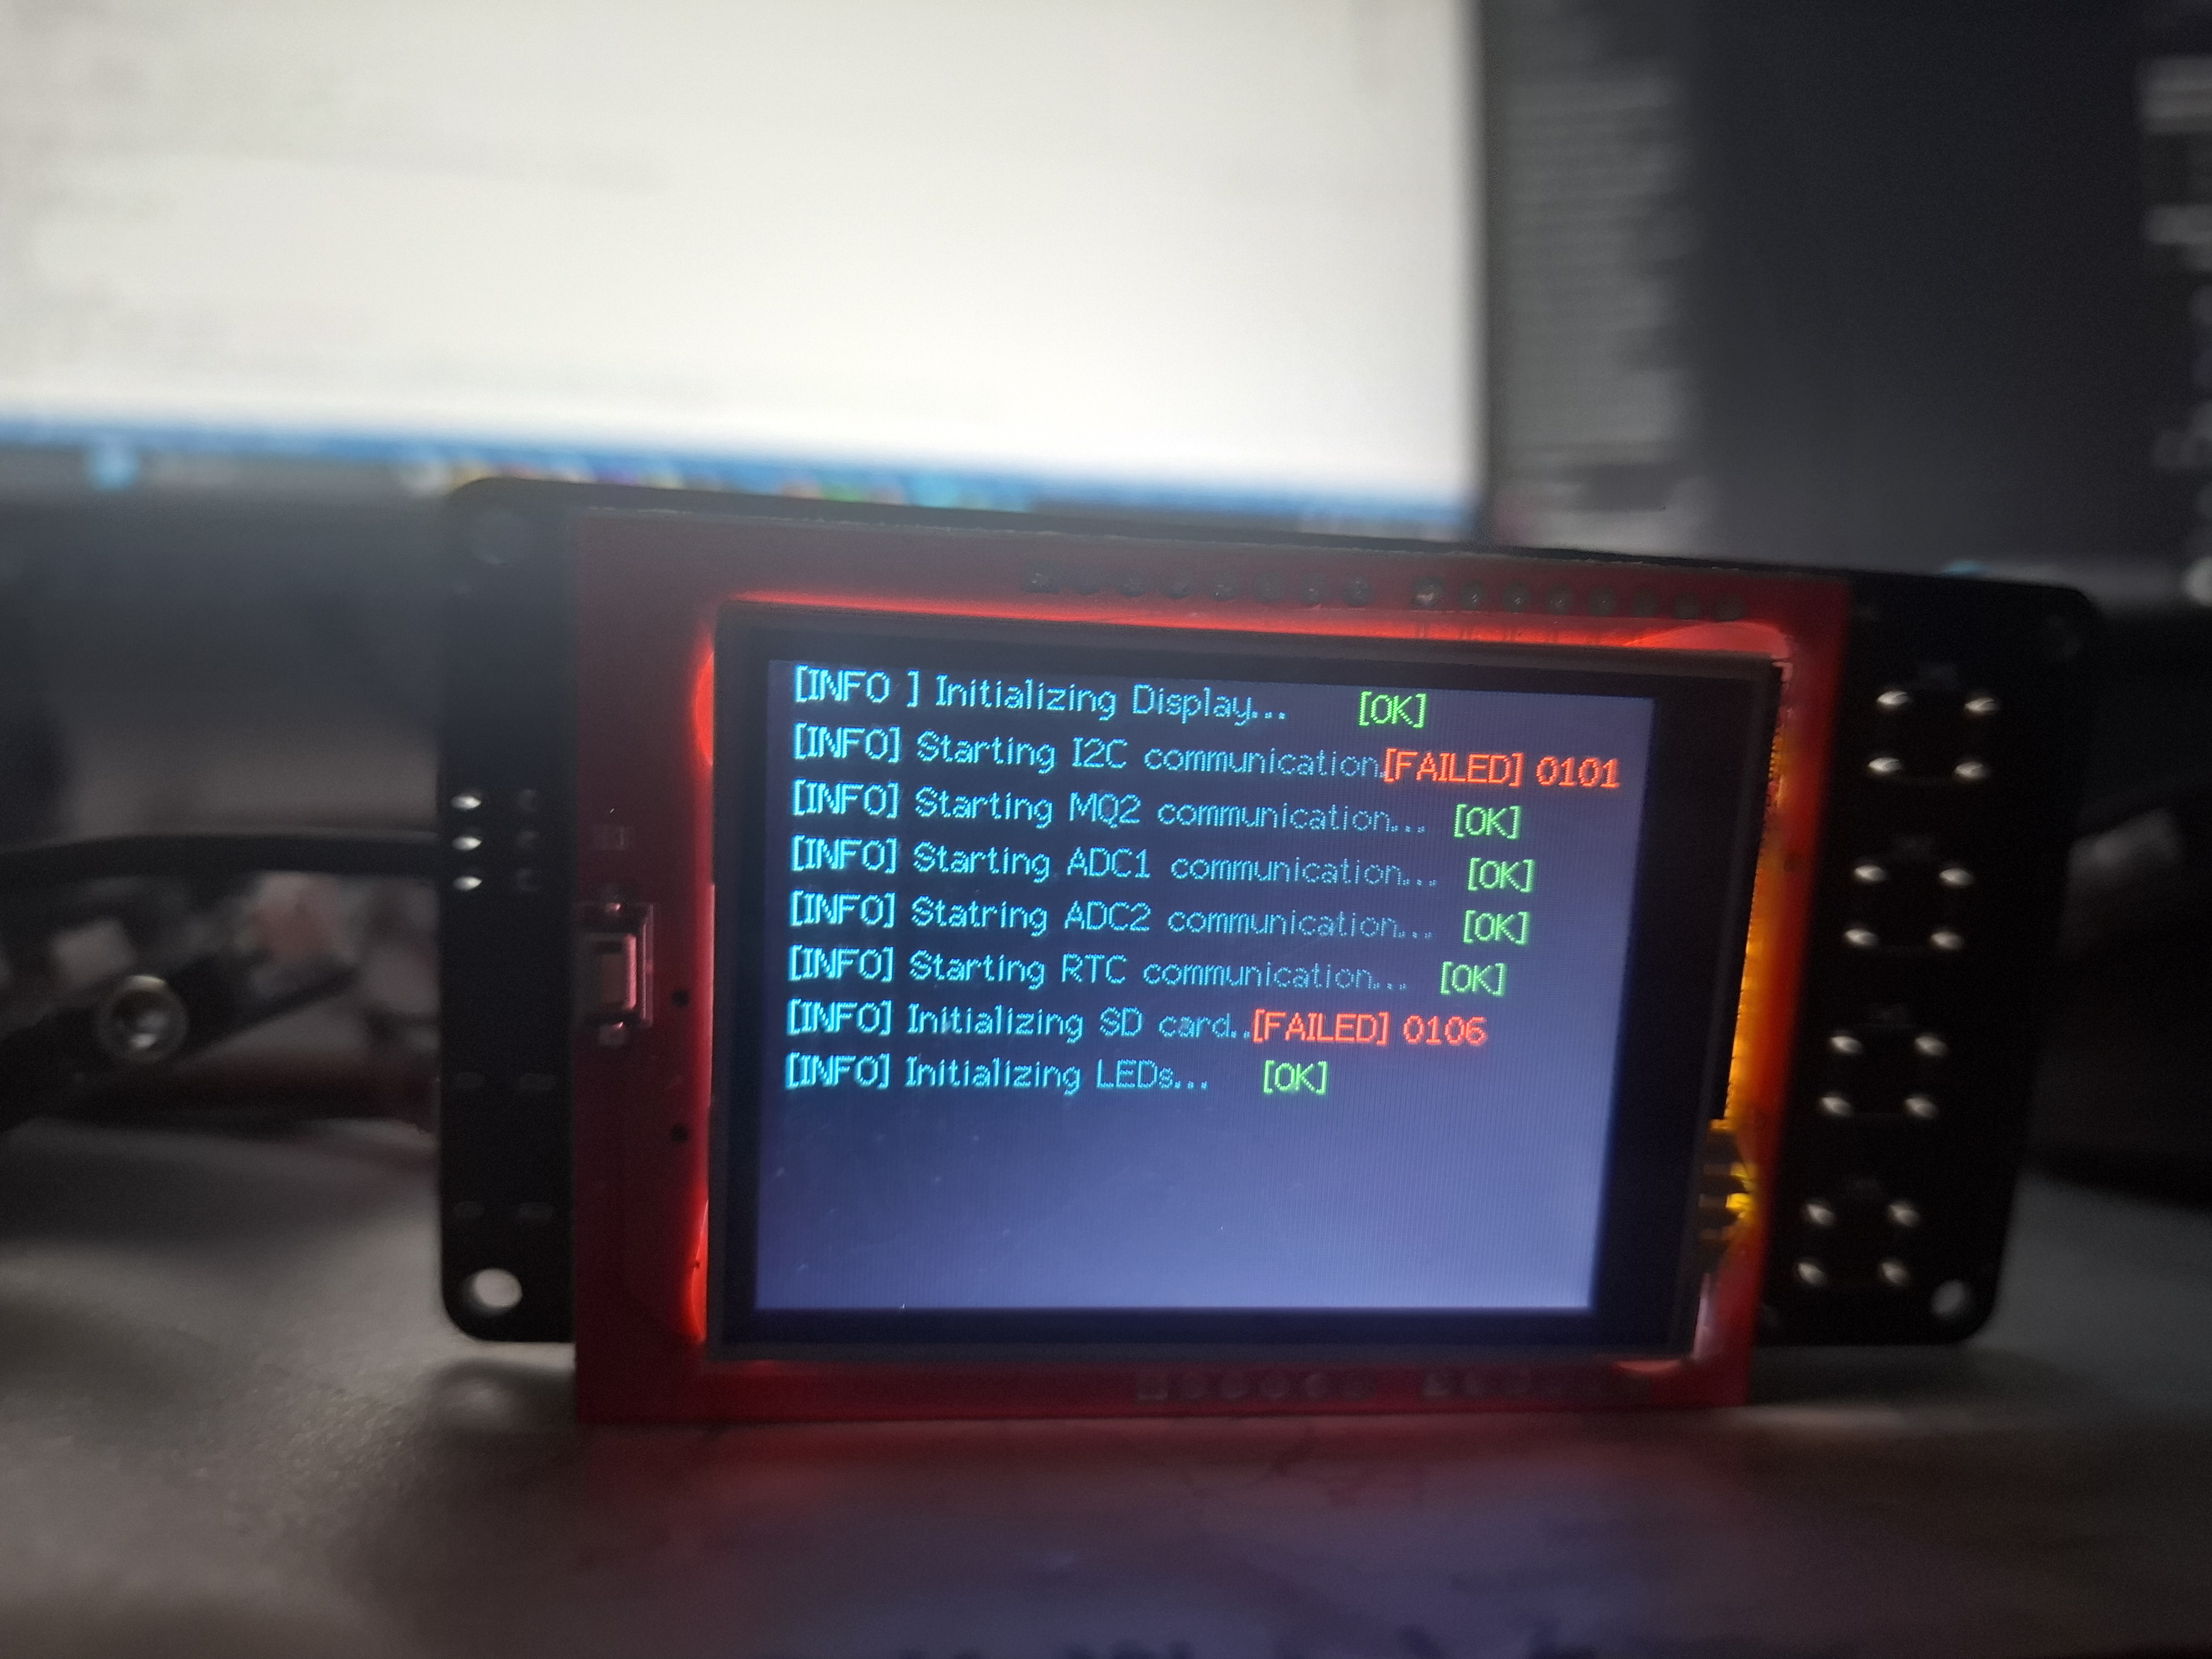 [INFO ] Initializing Display... [OK]
[INFO] Starting I2C communication.[FAILED] 0101
[INFO] Starting MQ2 communication... [OK]
[INFO] Starting ADC1 communication... [OK]
[INFO] Statring ADC2 communication... [OK]
[INFO] Starting RTC communication... [OK]
[INFO] Initializing SD card..[FAILED] 0106
[INFO] Initializing LEDs... [OK]